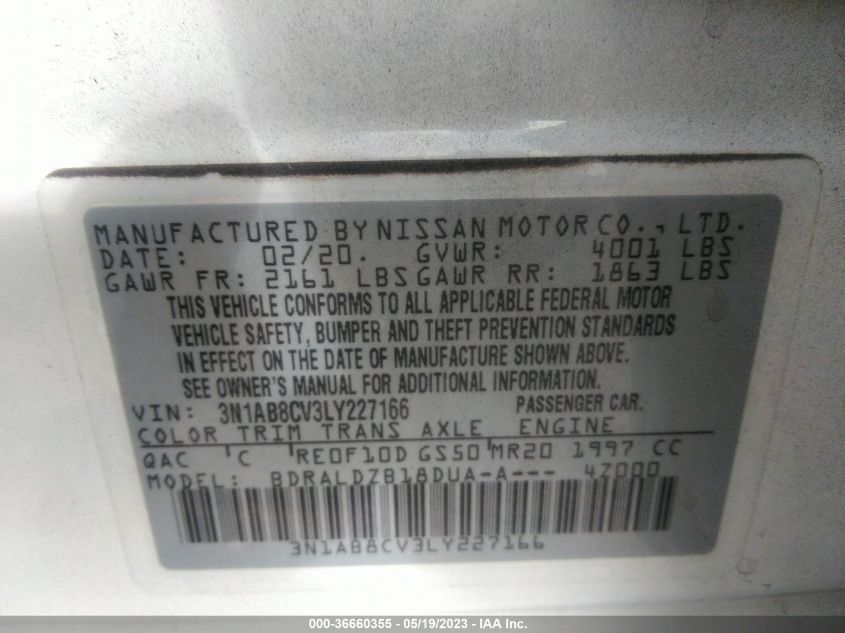 MANUFACTURED BY NISSAN MOTOR CO., LTD.
DATE: 02/20. GVWR: 4001 LBS
GAWR FR: 2161 LBS GAWR RR: 1863 LBS
THIS VEHICLE CONFORMS TO ALL APPLICABLE FEDERAL MOTOR
VEHICLE SAFETY, BUMPER AND THEFT PREVENTION STANDARDS
IN EFFECT ON THE DATE OF MANUFACTURE SHOWN ABOVE.
SEE OWNER'S MANUAL FOR ADDITIONAL INFORMATION.
VIN: 3N1AB8CV3LY227166 PASSENGER CAR.
COLOR TRIM TRANS AXLE ENGINE
QAC C RE0F10D GS50 MR20 1997 CC
MODEL: BDRALDZB18DUA-A--- 4Z000
3N1AB8CV3LY227166
000-36660355 - 05/19/2023 - IAA Inc.